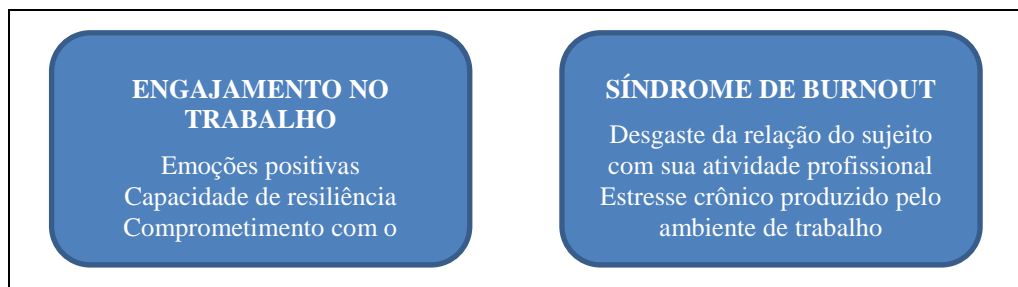 ENGAJAMENTO NO
TRABALHO
Emoções positivas
Capacidade de resiliência
Comprometimento com o
SÍNDROME DE BURNOUT
Desgaste da relação do sujeito
com sua atividade profissional
Estresse crônico produzido pelo
ambiente de trabalho